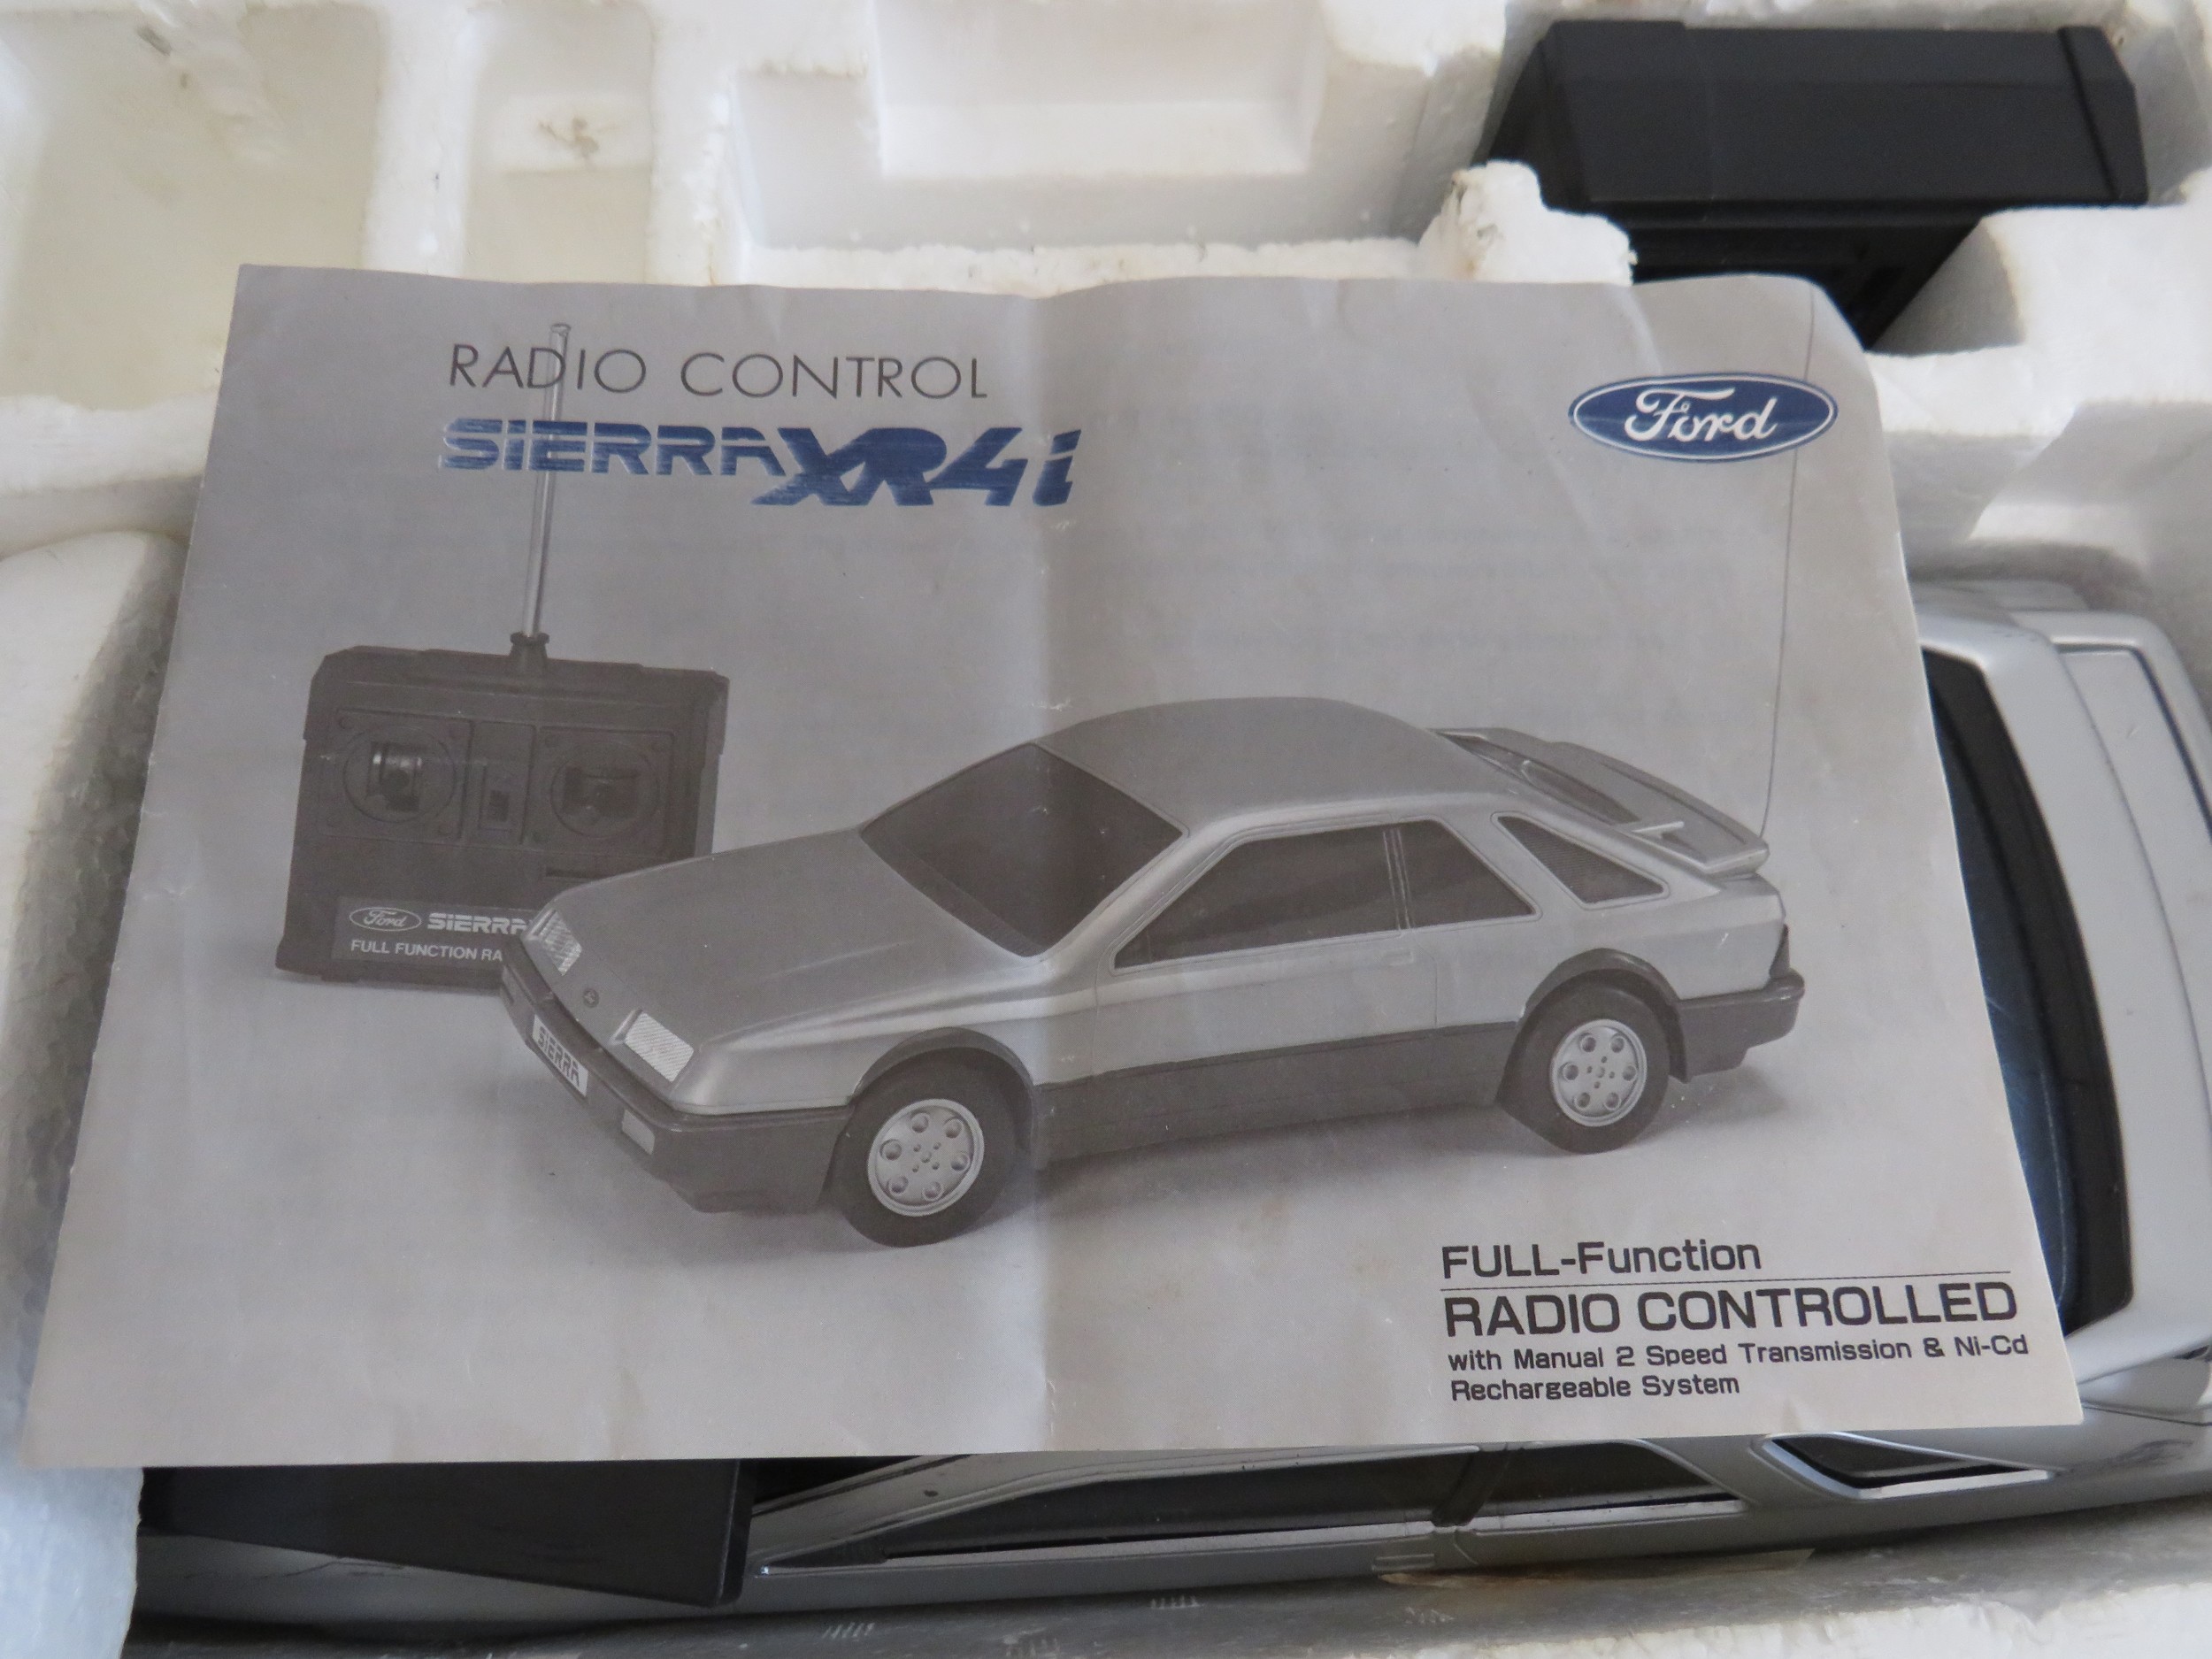 RADIO CONTROL
SIERRA XR4i
Ford
Ford SIERRA
FULL FUNCTION
SIERRA
FULL-Function
RADIO CONTROLLED
with Manual 2 Speed Transmission & Ni-Cd
Rechargeable System